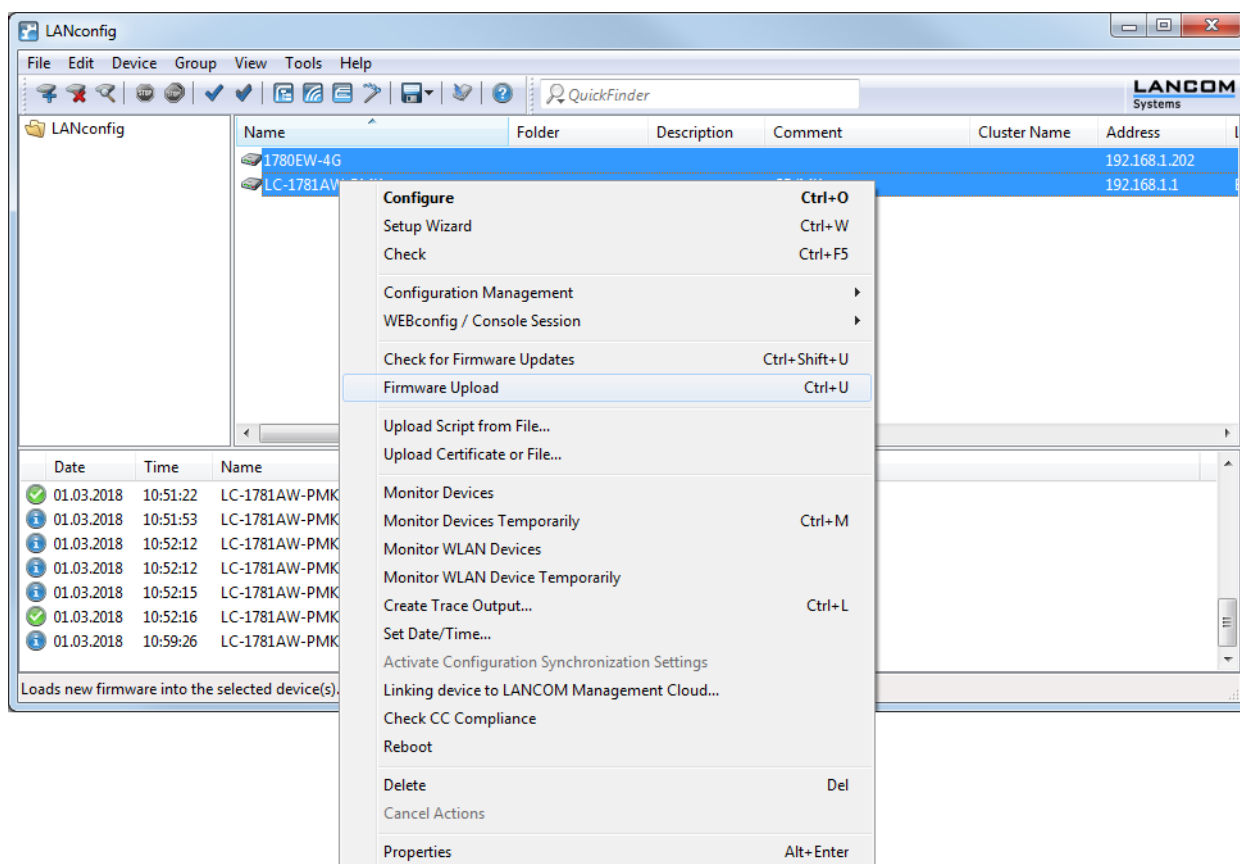 LANconfig
File Edit Device Group View Tools Help
QuickFinder
LANCOM
Systems
LANconfig
Name Folder Description Comment Cluster Name Address
1780EW-4G 192.168.1.202
LC-1781AW-PMK 192.168.1.1
Configure Ctrl+O
Setup Wizard Ctrl+W
Check Ctrl+F5
Configuration Management
WEBconfig / Console Session
Check for Firmware Updates Ctrl+Shift+U
Firmware Upload Ctrl+U
Upload Script from File...
Upload Certificate or File...
Monitor Devices
Monitor Devices Temporarily Ctrl+M
Monitor WLAN Devices
Monitor WLAN Device Temporarily
Create Trace Output... Ctrl+L
Set Date/Time...
Activate Configuration Synchronization Settings
Linking device to LANCOM Management Cloud...
Check CC Compliance
Reboot
Delete Del
Cancel Actions
Properties Alt+Enter
Date Time Name
01.03.2018 10:51:22 LC-1781AW-PMK
01.03.2018 10:51:53 LC-1781AW-PMK
01.03.2018 10:52:12 LC-1781AW-PMK
01.03.2018 10:52:12 LC-1781AW-PMK
01.03.2018 10:52:15 LC-1781AW-PMK
01.03.2018 10:52:16 LC-1781AW-PMK
01.03.2018 10:59:26 LC-1781AW-PMK
Loads new firmware into the selected device(s).